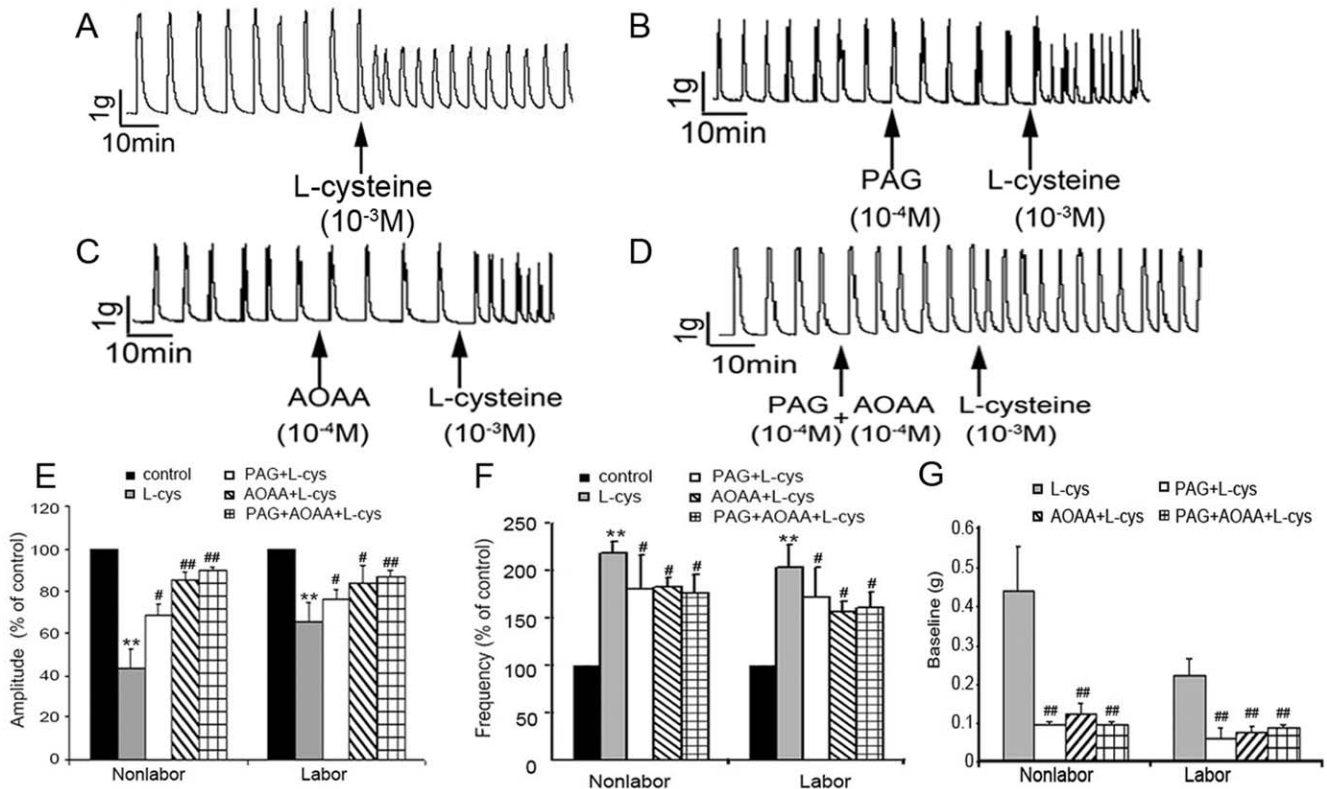 A
1g
10min
L-cysteine
(10⁻³M)
B
1g
10min
PAG
(10⁻⁴M)
L-cysteine
(10⁻³M)
C
1g
10min
AOAA
(10⁻⁴M)
L-cysteine
(10⁻³M)
D
1g
10min
PAG + AOAA
(10⁻⁴M) (10⁻⁴M)
L-cysteine
(10⁻³M)
E
control
L-cys
PAG+L-cys
AOAA+L-cys
PAG+AOAA+L-cys
Amplitude (% of control)
120
100
80
60
40
20
0
**
#
##
##
**
#
#
##
Nonlabor
Labor
F
control
L-cys
PAG+L-cys
AOAA+L-cys
PAG+AOAA+L-cys
Frequency (% of control)
250
200
150
100
50
0
**
#
#
#
**
#
#
#
Nonlabor
Labor
G
L-cys
PAG+L-cys
AOAA+L-cys
PAG+AOAA+L-cys
Baseline (g)
0.6
0.5
0.4
0.3
0.2
0.1
0
##
##
##
##
##
##
Nonlabor
Labor